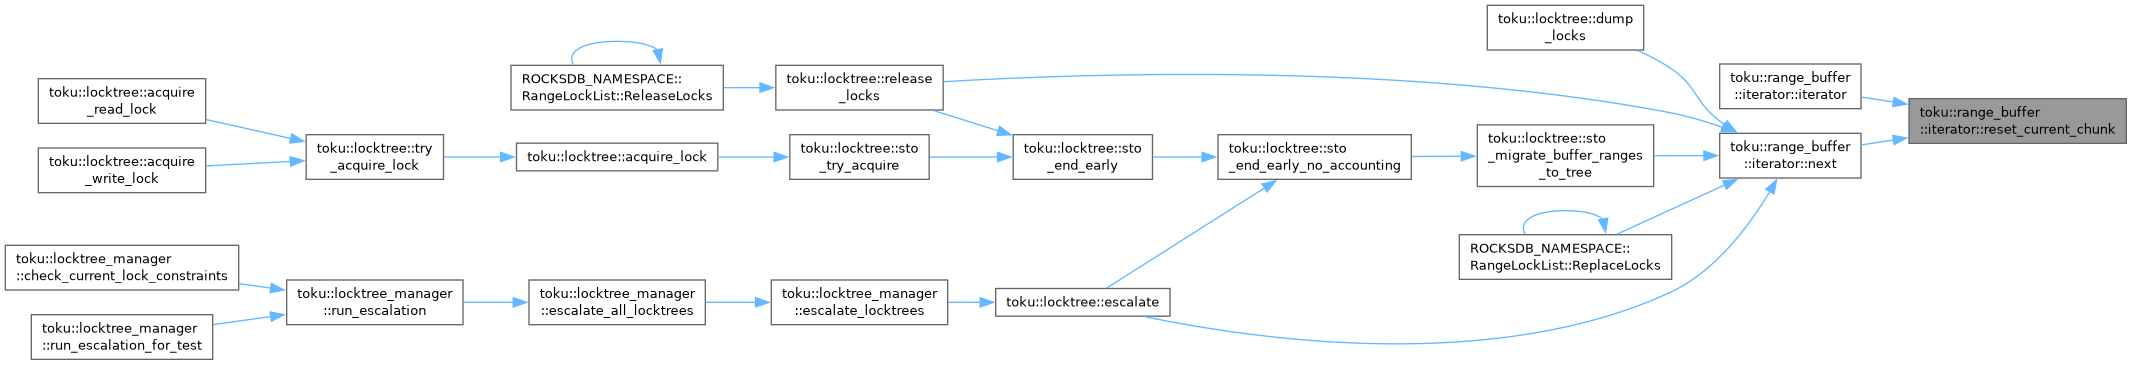 toku::locktree::dump
_locks
ROCKSDB_NAMESPACE::
RangeLockList::ReleaseLocks
toku::locktree::release
_locks
toku::range_buffer
::iterator::iterator
toku::locktree::acquire
_read_lock
toku::range_buffer
::iterator::reset_current_chunk
toku::locktree::try
_acquire_lock
toku::locktree::acquire_lock
toku::locktree::sto
_try_acquire
toku::locktree::sto
_end_early
toku::locktree::sto
_end_early_no_accounting
toku::locktree::sto
_migrate_buffer_ranges
_to_tree
toku::range_buffer
::iterator::next
toku::locktree::acquire
_write_lock
ROCKSDB_NAMESPACE::
RangeLockList::ReplaceLocks
toku::locktree_manager
::check_current_lock_constraints
toku::locktree_manager
::run_escalation
toku::locktree_manager
::escalate_all_locktrees
toku::locktree_manager
::escalate_locktrees
toku::locktree::escalate
toku::locktree_manager
::run_escalation_for_test